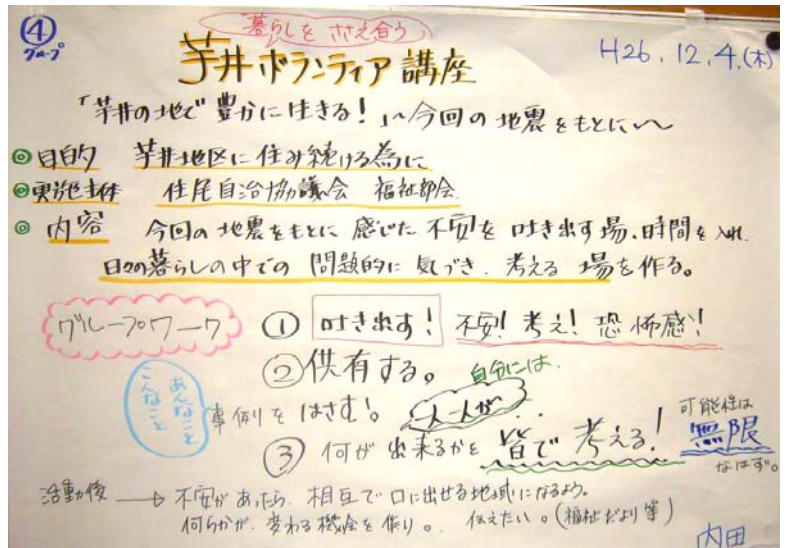 ④
グループ
暮らしを ささえ合う
H26.12.4.(木)
芋井ボランティア講座
「芋井の地で豊かに生きる!」〜今回の地震をもとに〜
◎目的 芋井地区に住み続ける為に
◎実施主体 住民自治協議会 福祉部会
◎内容 今回の地震をもとに感じた不安を吐き出す場、時間を入れ
日々の暮らしの中での問題的に気づき、考える場を作る。
グループワーク ① 吐き出す! 不安!考え!恐怖感!
②供有する。
あんなこと
こんなこと
事例をはさむ!。
自分には
一人一人が・・
③ 何が出来るかを皆で考える!
可能性は
無限
なはず。
活動後 → 不安があったら、相互で口に出せる地域になるよう。
何らかが、変わる機会を作り。 伝えたい。(福祉だより等)
内田